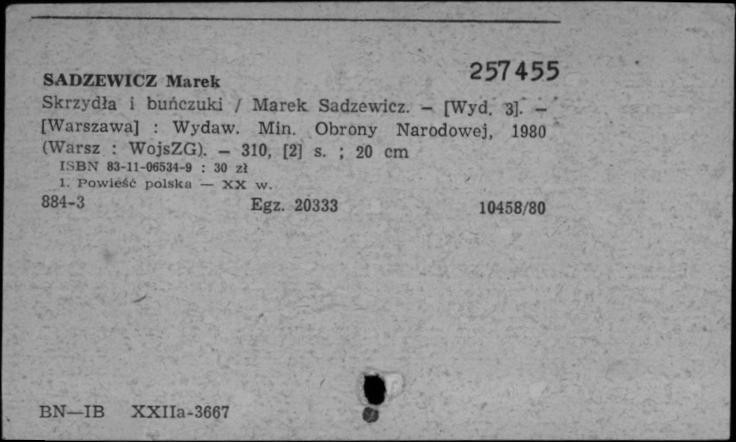 257455
SADZEWICZ Marek
Skrzydła i buńczuki / Marek Sadzewicz. — [Wyd. 3]. —
[Warszawa] : Wydaw. Min. Obrony Narodowej, 1980
(Warsz : WojsZG). — 310, [2] s. ; 20 cm
ISBN 83-11-06534-9 : 30 zł
1. Powieść polska — XX w.
884-3 Egz. 20333 10458/80
BN—IB XXIIa-3667